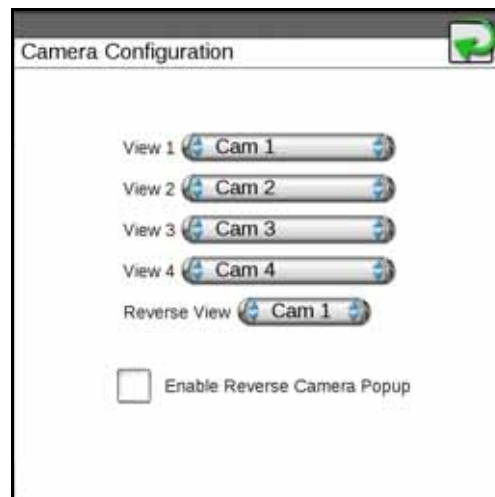 Camera Configuration
View 1 Cam 1
View 2 Cam 2
View 3 Cam 3
View 4 Cam 4
Reverse View Cam 1
Enable Reverse Camera Popup